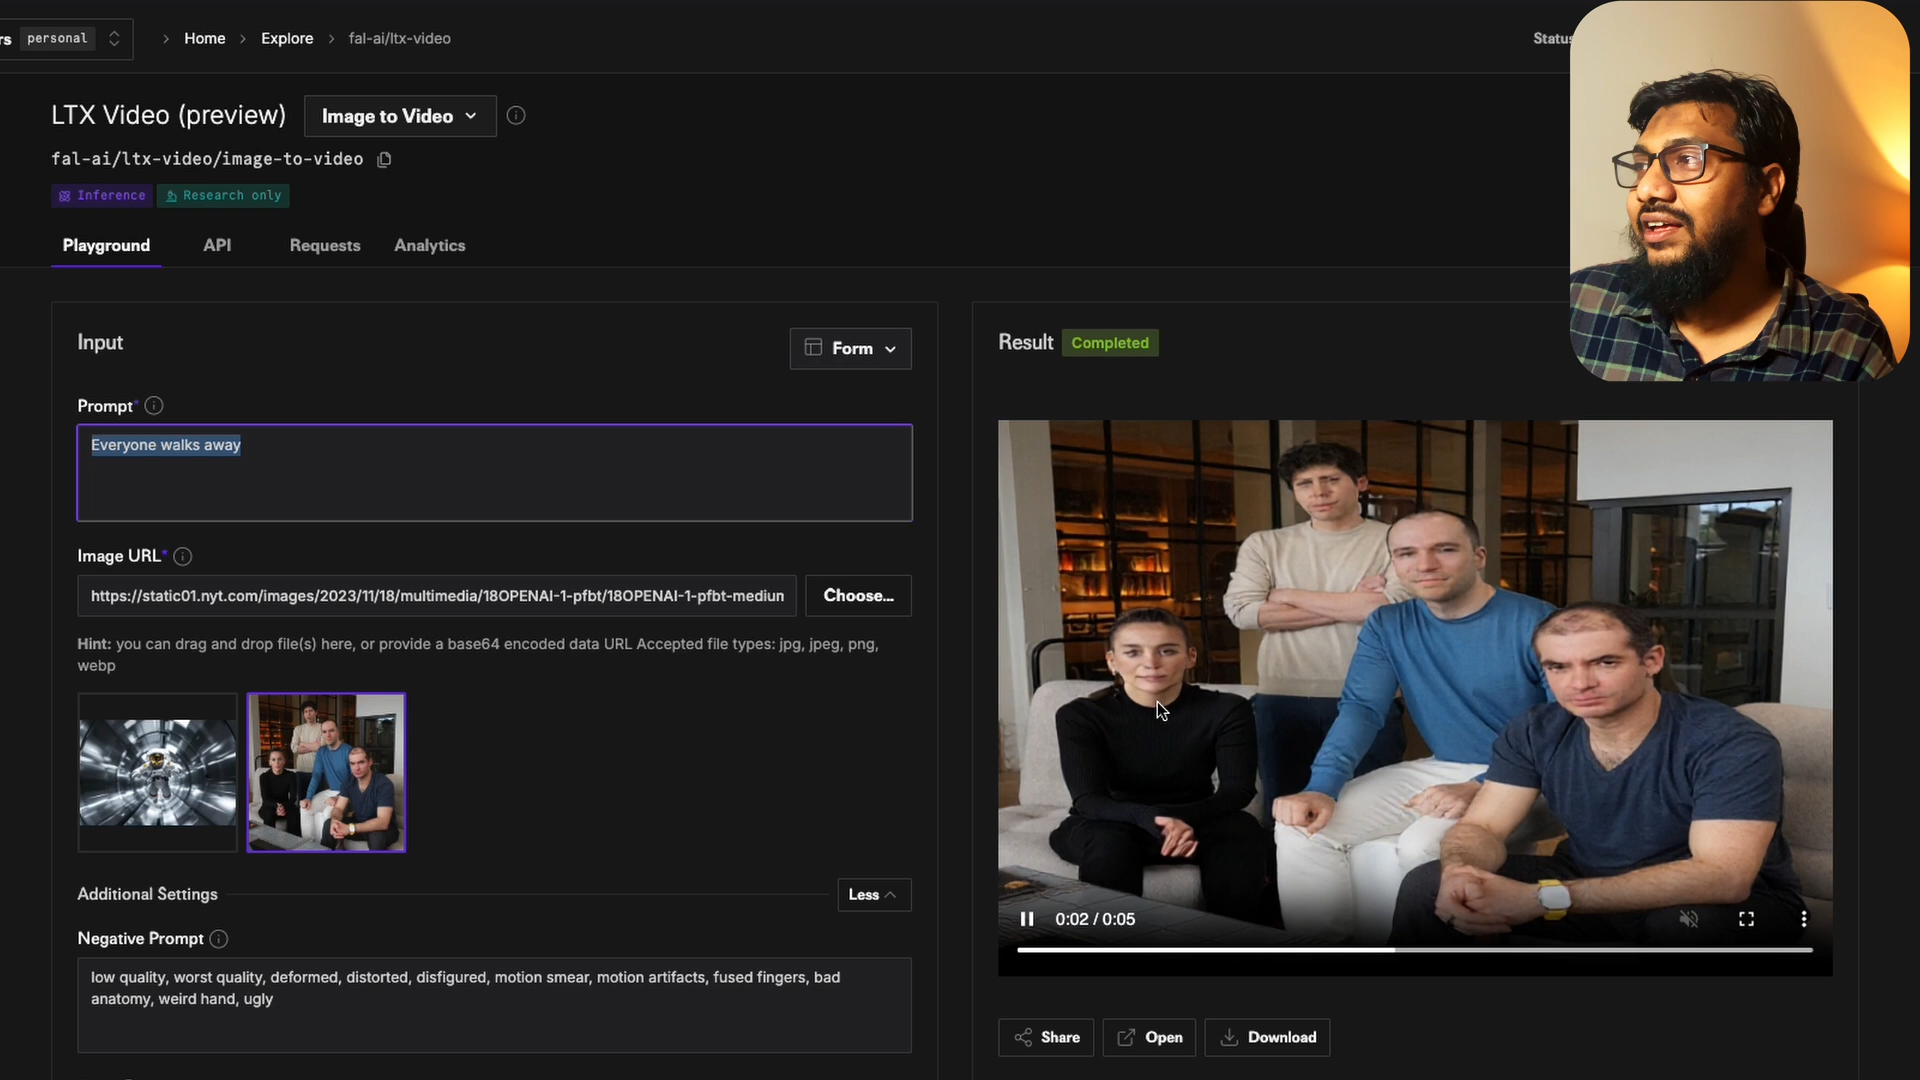 rs personal > Home > Explore > fal-ai/ltx-video
Status
LTX Video (preview) Image to Video
fal-ai/ltx-video/image-to-video
Inference Research only
Playground API Requests Analytics
Input Form
Result Completed
Prompt*
Everyone walks away
Image URL*
https://static01.nyt.com/images/2023/11/18/multimedia/18OPENAI-1-pfbt/18OPENAI-1-pfbt-medium Choose...
Hint: you can drag and drop file(s) here, or provide a base64 encoded data URL Accepted file types: jpg, jpeg, png,
webp
Additional Settings Less
Negative Prompt
low quality, worst quality, deformed, distorted, disfigured, motion smear, motion artifacts, fused fingers, bad
anatomy, weird hand, ugly
0:02 / 0:05
Share Open Download